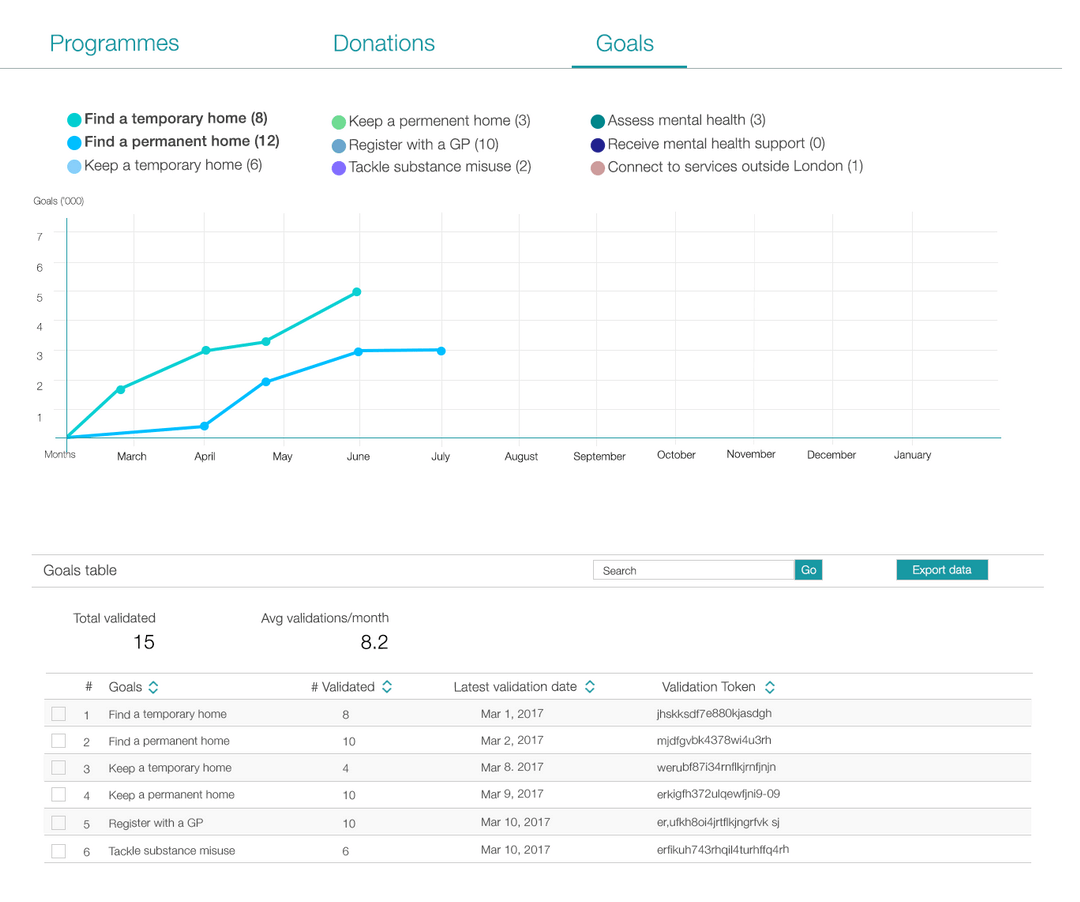 Programmes Donations Goals
Find a temporary home (8) Keep a permenent home (3) Assess mental health (3)
Find a permanent home (12) Register with a GP (10) Receive mental health support (0)
Keep a temporary home (6) Tackle substance misuse (2) Connect to services outside London (1)
Goals ('000)
7
6
5
4
3
2
1
Months March April May June July August September October November December January
Goals table Search Go Export data
Total validated Avg validations/month
15 8.2
# Goals # Validated Latest validation date Validation Token
1 Find a temporary home 8 Mar 1, 2017 jhskksdf7e880kjasdgh
2 Find a permanent home 10 Mar 2, 2017 mjdfgvbk4378wi4u3rh
3 Keep a temporary home 4 Mar 8. 2017 werubf87i34rnflkjrnfjnjn
4 Keep a permanent home 10 Mar 9, 2017 erkigfh372ulqewfjni9-09
5 Register with a GP 10 Mar 10, 2017 er,ufkh8oi4jrtflkjngrfvk sj
6 Tackle substance misuse 6 Mar 10, 2017 erfikuh743rhqil4turhffq4rh